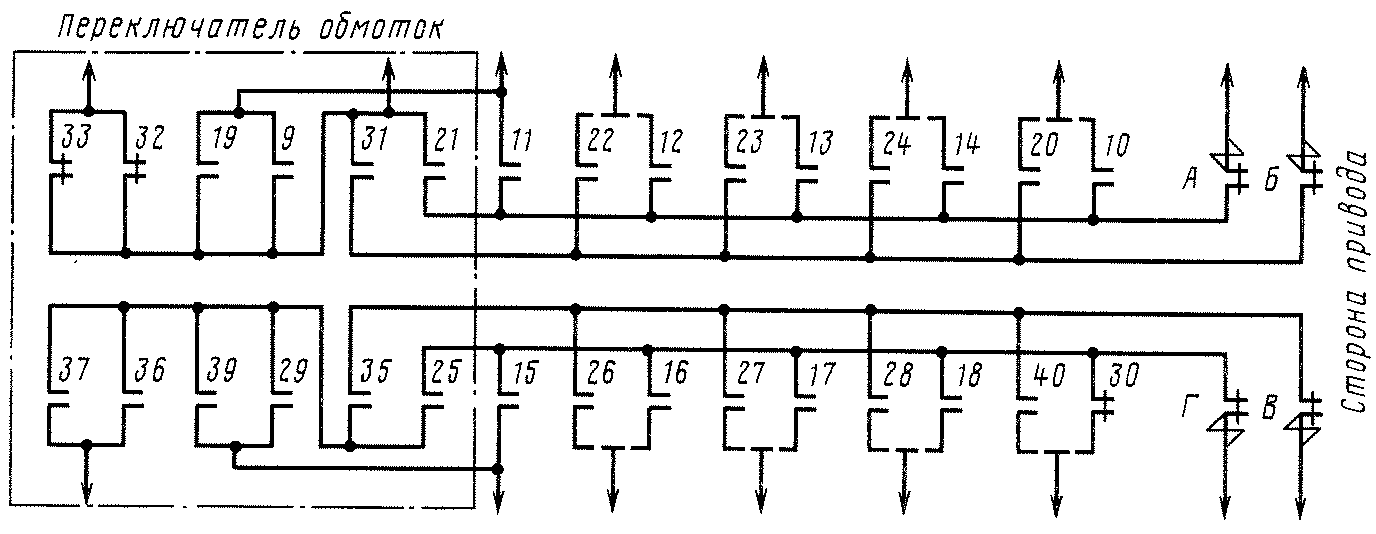 Переключатель обмоток
33 32 19 9 31 21 11 22 12 23 13 24 14 20 10 А Б
37 36 39 29 35 25 15 26 16 27 17 28 18 40 30 Г В
Сторона привода